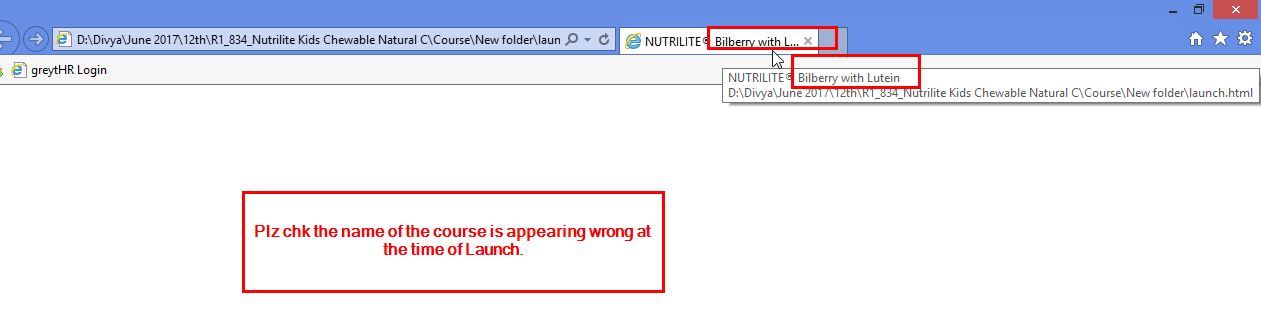 D:\Divya\June 2017\12th\R1_834_Nutrilite Kids Chewable Natural C\Course\New folder\laun
NUTRILITE® Bilberry with L...
greytHR Login
NUTRILITE® Bilberry with Lutein
D:\Divya\June 2017\12th\R1_834_Nutrilite Kids Chewable Natural C\Course\New folder\launch.html
Plz chk the name of the course is appearing wrong at
the time of Launch.